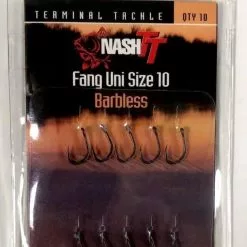 TERMINAL TACKLE QTY 10
NASH TT
Fang Uni Size 10
Barbless